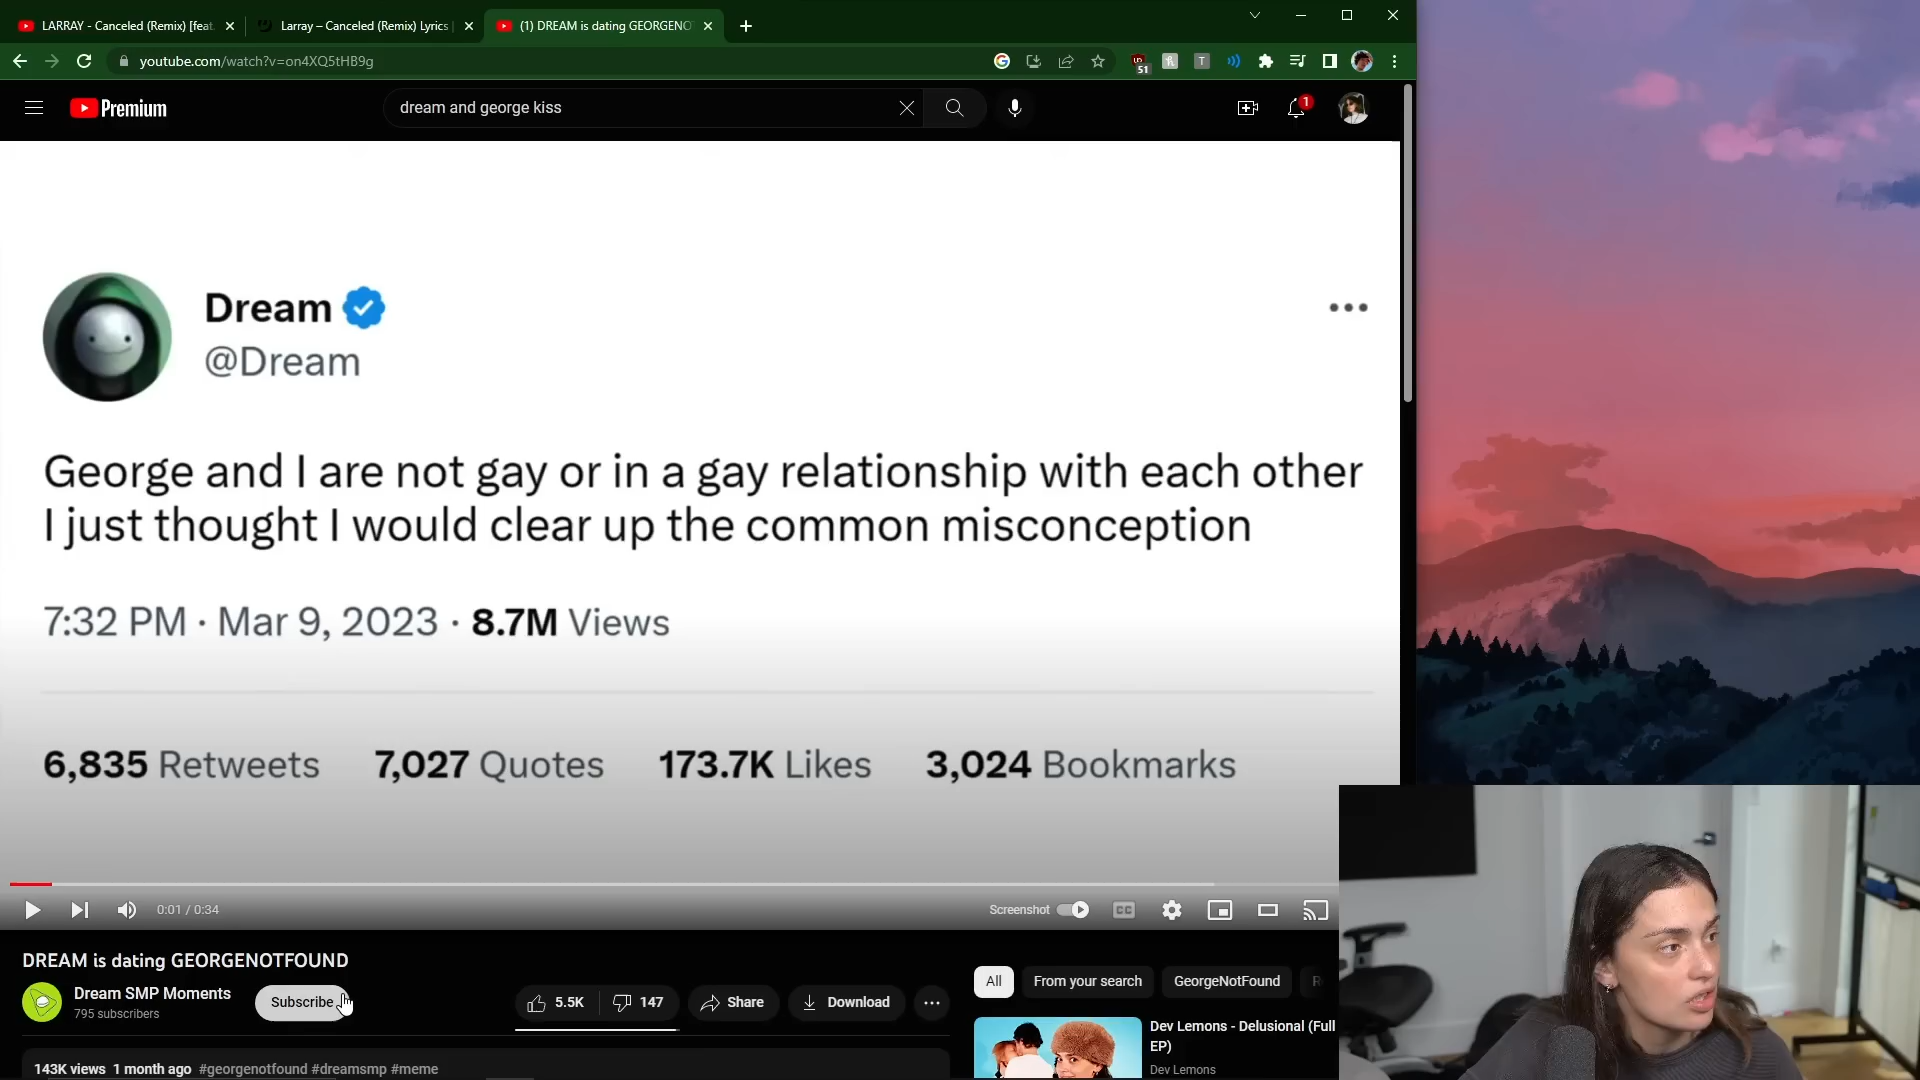 LARRAY - Canceled (Remix) [feat.
Larray – Canceled (Remix) Lyrics |
(1) DREAM is dating GEORGENO
youtube.com/watch?v=on4XQ5tHB9g
51
T
Premium
dream and george kiss
1
Dream
@Dream
George and I are not gay or in a gay relationship with each other
I just thought I would clear up the common misconception
7:32 PM · Mar 9, 2023 · 8.7M Views
6,835 Retweets 7,027 Quotes 173.7K Likes 3,024 Bookmarks
0:01 / 0:34
Screenshot
CC
DREAM is dating GEORGENOTFOUND
Dream SMP Moments
795 subscribers
Subscribe
5.5K
147
Share
Download
All
From your search
GeorgeNotFound
Dev Lemons - Delusional (Full
EP)
Dev Lemons
143K views 1 month ago #georgenotfound #dreamsmp #meme